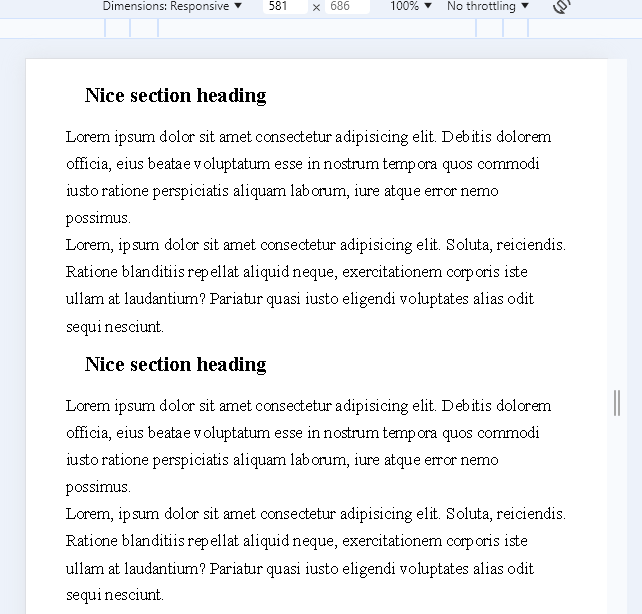 Dimensions: Responsive ▼ 581 × 686 100% ▼ No throttling ▼
Nice section heading
Lorem ipsum dolor sit amet consectetur adipisicing elit. Debitis dolorem
officia, eius beatae voluptatum esse in nostrum tempora quos commodi
iusto ratione perspiciatis aliquam laborum, iure atque error nemo
possimus.
Lorem, ipsum dolor sit amet consectetur adipisicing elit. Soluta, reiciendis.
Ratione blanditiis repellat aliquid neque, exercitationem corporis iste
ullam at laudantium? Pariatur quasi iusto eligendi voluptates alias odit
sequi nesciunt.
Nice section heading
Lorem ipsum dolor sit amet consectetur adipisicing elit. Debitis dolorem
officia, eius beatae voluptatum esse in nostrum tempora quos commodi
iusto ratione perspiciatis aliquam laborum, iure atque error nemo
possimus.
Lorem, ipsum dolor sit amet consectetur adipisicing elit. Soluta, reiciendis.
Ratione blanditiis repellat aliquid neque, exercitationem corporis iste
ullam at laudantium? Pariatur quasi iusto eligendi voluptates alias odit
sequi nesciunt.